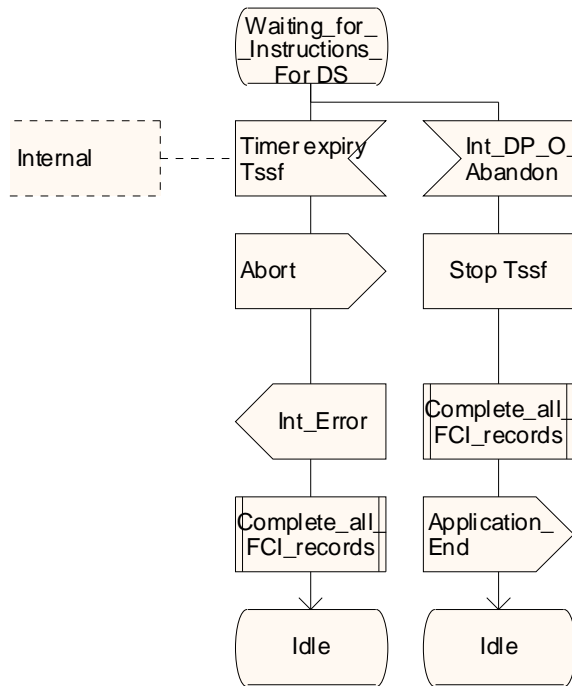 Waiting_for_
_Instructions_
For DS
Internal
Timer expiry
Tssf
Int_DP_O_
Abandon
Abort
Stop Tssf
Int_Error
Complete_all_
FCI_records
Complete_all_
FCI_records
Application_
End
Idle
Idle